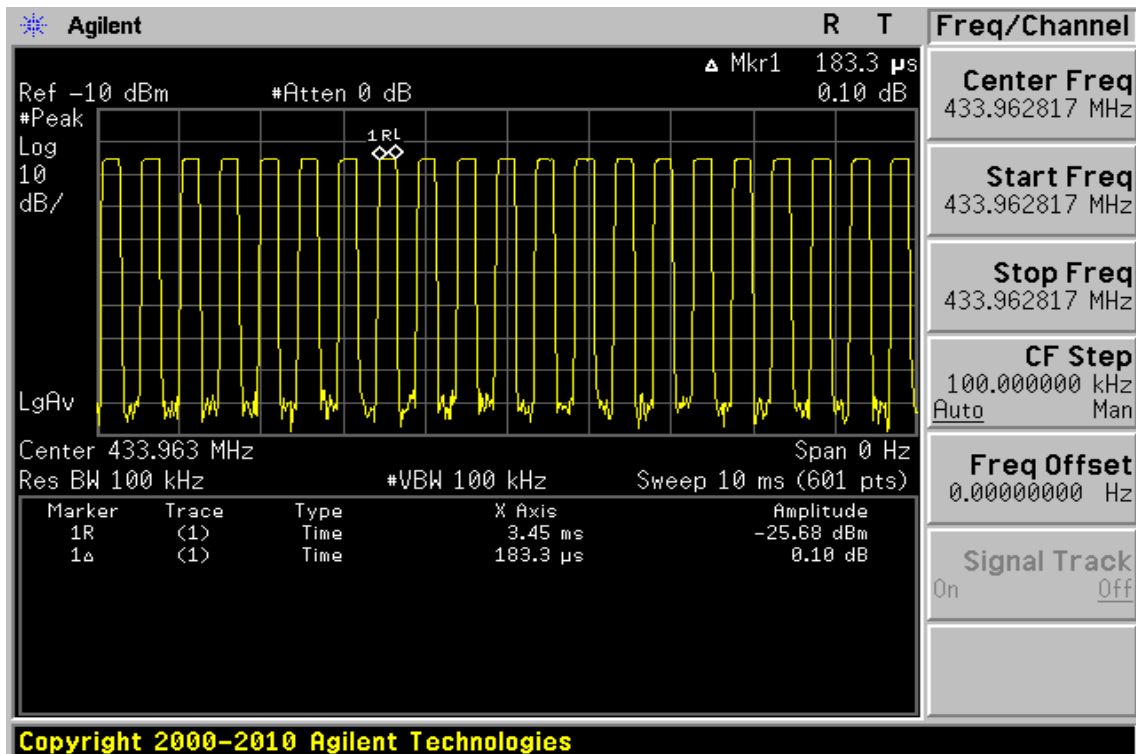 Agilent R T
Δ Mkr1 183.3 µs
Ref −10 dBm #Atten 0 dB 0.10 dB
#Peak
Log
10
dB/
1R 1
LgAv
Center 433.963 MHz Span 0 Hz
Res BW 100 kHz #VBW 100 kHz Sweep 10 ms (601 pts)
Marker Trace Type X Axis Amplitude
1R (1) Time 3.45 ms −25.68 dBm
1Δ (1) Time 183.3 µs 0.10 dB
Freq/Channel
Center Freq
433.962817 MHz
Start Freq
433.962817 MHz
Stop Freq
433.962817 MHz
CF Step
100.000000 kHz
Auto Man
Freq Offset
0.00000000 Hz
Signal Track
On Off
Copyright 2000–2010 Agilent Technologies